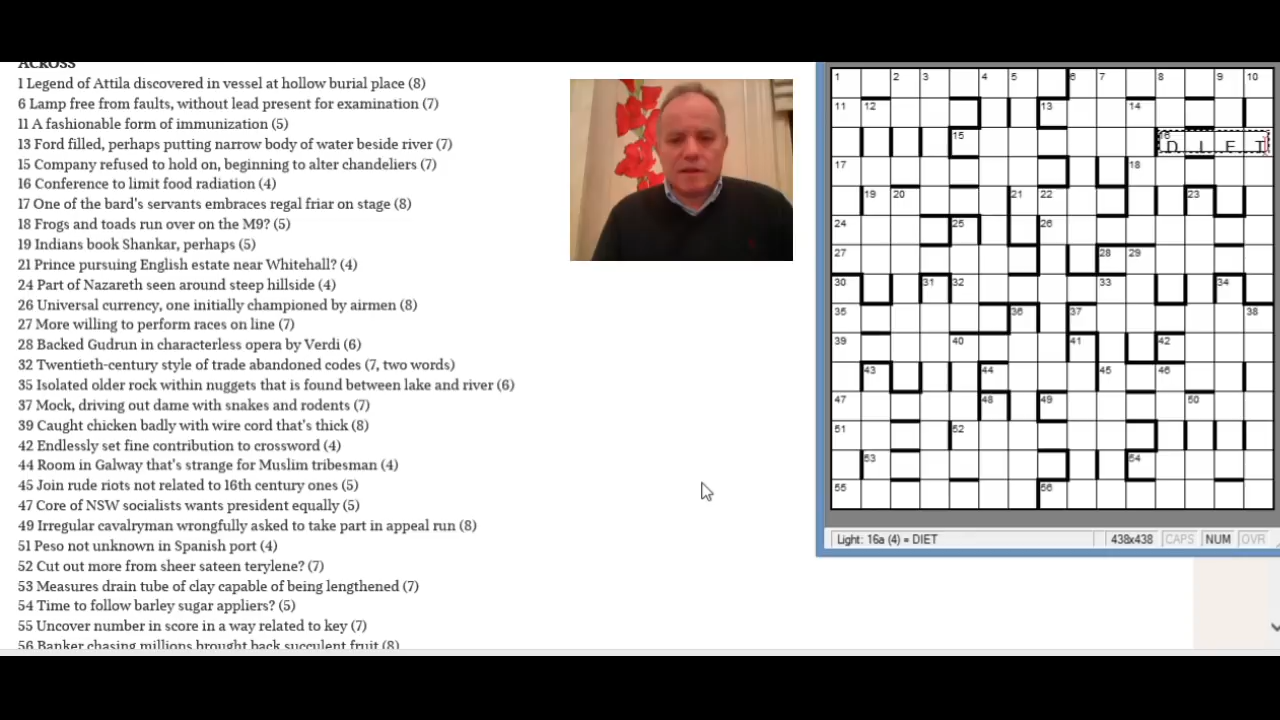 ACROSS
1 Legend of Attila discovered in vessel at hollow burial place (8)
6 Lamp free from faults, without lead present for examination (7)
11 A fashionable form of immunization (5)
13 Ford filled, perhaps putting narrow body of water beside river (7)
15 Company refused to hold on, beginning to alter chandeliers (7)
16 Conference to limit food radiation (4)
17 One of the bard's servants embraces regal friar on stage (8)
18 Frogs and toads run over on the M9? (5)
19 Indians book Shankar, perhaps (5)
21 Prince pursuing English estate near Whitehall? (4)
24 Part of Nazareth seen around steep hillside (4)
26 Universal currency, one initially championed by airmen (8)
27 More willing to perform races on line (7)
28 Backed Gudrun in characterless opera by Verdi (6)
32 Twentieth-century style of trade abandoned codes (7, two words)
35 Isolated older rock within nuggets that is found between lake and river (6)
37 Mock, driving out dame with snakes and rodents (7)
39 Caught chicken badly with wire cord that's thick (8)
42 Endlessly set fine contribution to crossword (4)
44 Room in Galway that's strange for Muslim tribesman (4)
45 Join rude riots not related to 16th century ones (5)
47 Core of NSW socialists wants president equally (5)
49 Irregular cavalryman wrongfully asked to take part in appeal run (8)
51 Peso not unknown in Spanish port (4)
52 Cut out more from sheer sateen terylene? (7)
53 Measures drain tube of clay capable of being lengthened (7)
54 Time to follow barley sugar appliers? (5)
55 Uncover number in score in a way related to key (7)
56 Banker chasing millions brought back succulent fruit (8)
1 2 3 4 5 6 7 8 9 10
11 12 13 14
15 16 D I E T
17 18
19 20 21 22 23
24 25 26
27 28 29
30 31 32 33 34
35 36 37 38
39 40 41 42
43 44 45 46
47 48 49 50
51 52
53 54
55 56
Light: 16a (4) = DIET 438x438 CAPS NUM OVR